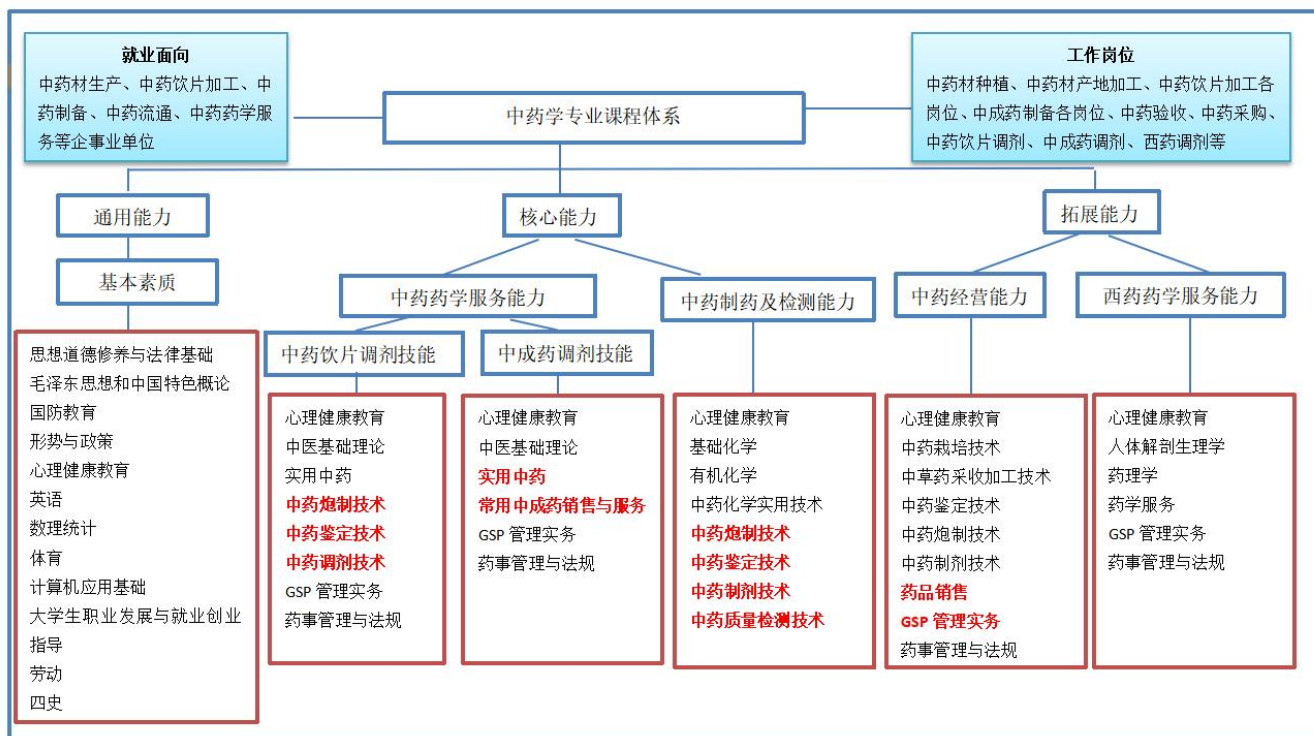 就业面向
中药材生产、中药饮片加工、中
药制备、中药流通、中药药学服
务等企事业单位
中药学专业课程体系
工作岗位
中药材种植、中药材产地加工、中药饮片加工各
岗位、中成药制备各岗位、中药验收、中药采购、
中药饮片调剂、中成药调剂、西药调剂等
通用能力
核心能力
拓展能力
基本素质
中药药学服务能力
中药制药及检测能力
中药经营能力
西药药学服务能力
中药饮片调剂技能
中成药调剂技能
思想道德修养与法律基础
毛泽东思想和中国特色概论
国防教育
形势与政策
心理健康教育
英语
数理统计
体育
计算机应用基础
大学生职业发展与就业创业
指导
劳动
四史
心理健康教育
中医基础理论
实用中药
中药炮制技术
中药鉴定技术
中药调剂技术
GSP 管理实务
药事管理与法规
心理健康教育
中医基础理论
实用中药
常用中成药销售与服务
GSP 管理实务
药事管理与法规
心理健康教育
基础化学
有机化学
中药化学实用技术
中药炮制技术
中药鉴定技术
中药制剂技术
中药质量检测技术
心理健康教育
中药栽培技术
中草药采收加工技术
中药鉴定技术
中药炮制技术
中药制剂技术
药品销售
GSP 管理实务
药事管理与法规
心理健康教育
人体解剖生理学
药理学
药学服务
GSP 管理实务
药事管理与法规